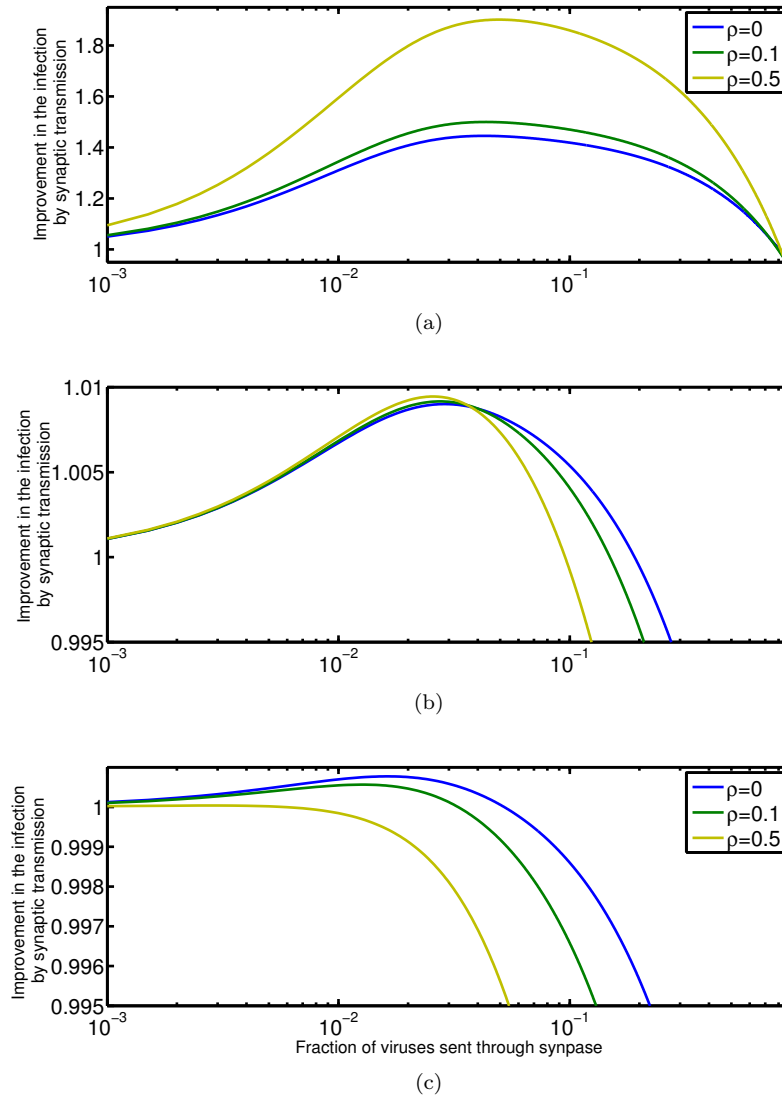 Improvement in the infection
by synaptic transmission
1.8
1.6
1.4
1.2
1
ρ=0
ρ=0.1
ρ=0.5
10⁻³
10⁻²
10⁻¹
(a)
Improvement in the infection
by synaptic transmission
1.01
1.005
1
0.995
10⁻³
10⁻²
10⁻¹
(b)
Improvement in the infection
by synaptic transmission
1
0.999
0.998
0.997
0.996
0.995
ρ=0
ρ=0.1
ρ=0.5
10⁻³
10⁻²
10⁻¹
Fraction of viruses sent through synpase
(c)